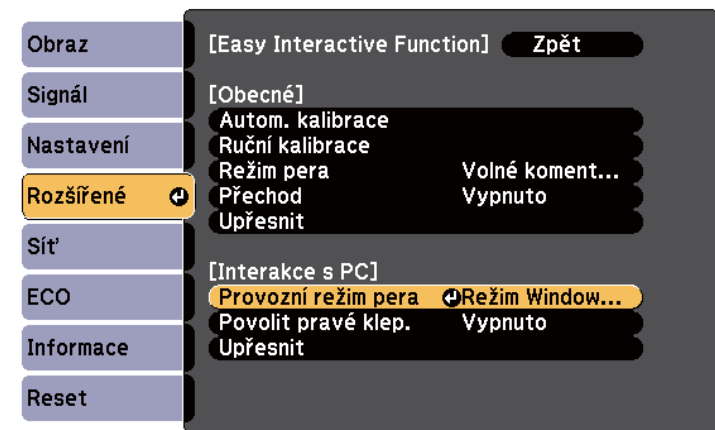 Obraz
Signál
Nastavení
Rozšířené
Síť
ECO
Informace
Reset
[Easy Interactive Function] Zpět
[Obecné]
Autom. kalibrace
Ruční kalibrace
Režim pera Volné koment...
Přechod Vypnuto
Upřesnit
[Interakce s PC]
Provozní režim pera Režim Window...
Povolit pravé klep. Vypnuto
Upřesnit